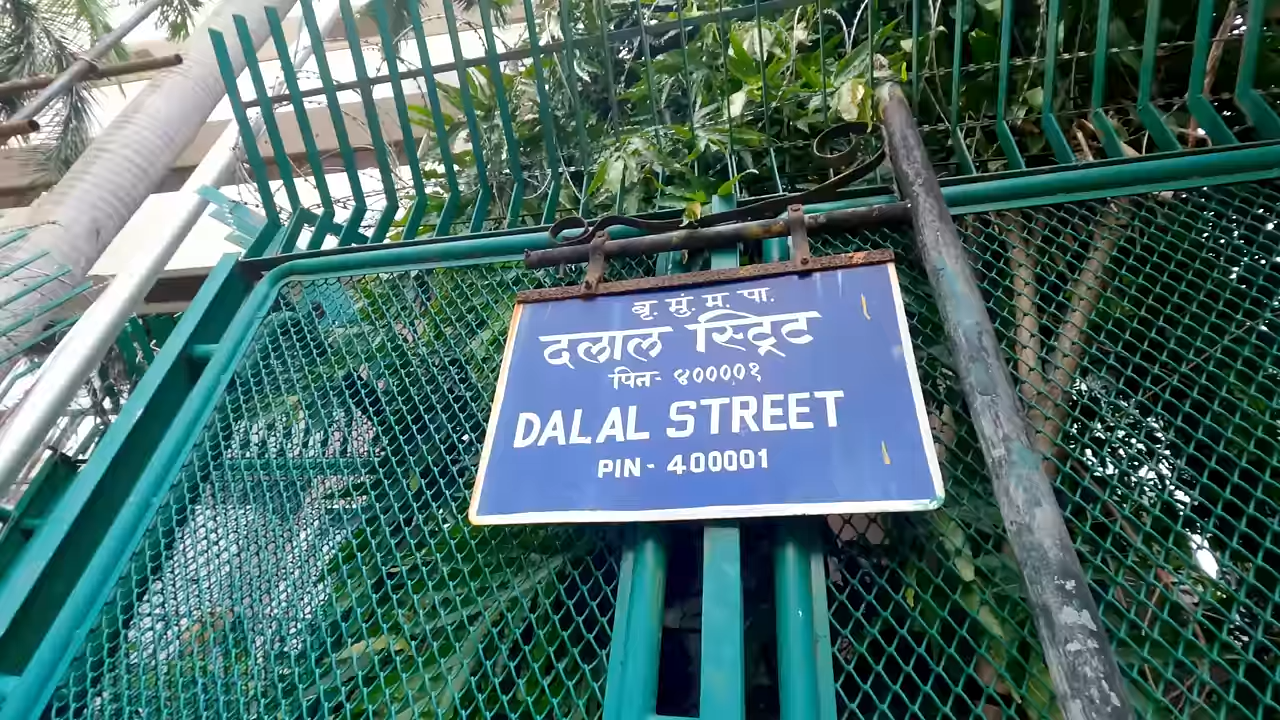 बृ. मुं. म. पा.
दलाल स्ट्रिट
पिन- ४००००१
DALAL STREET
PIN- 400001